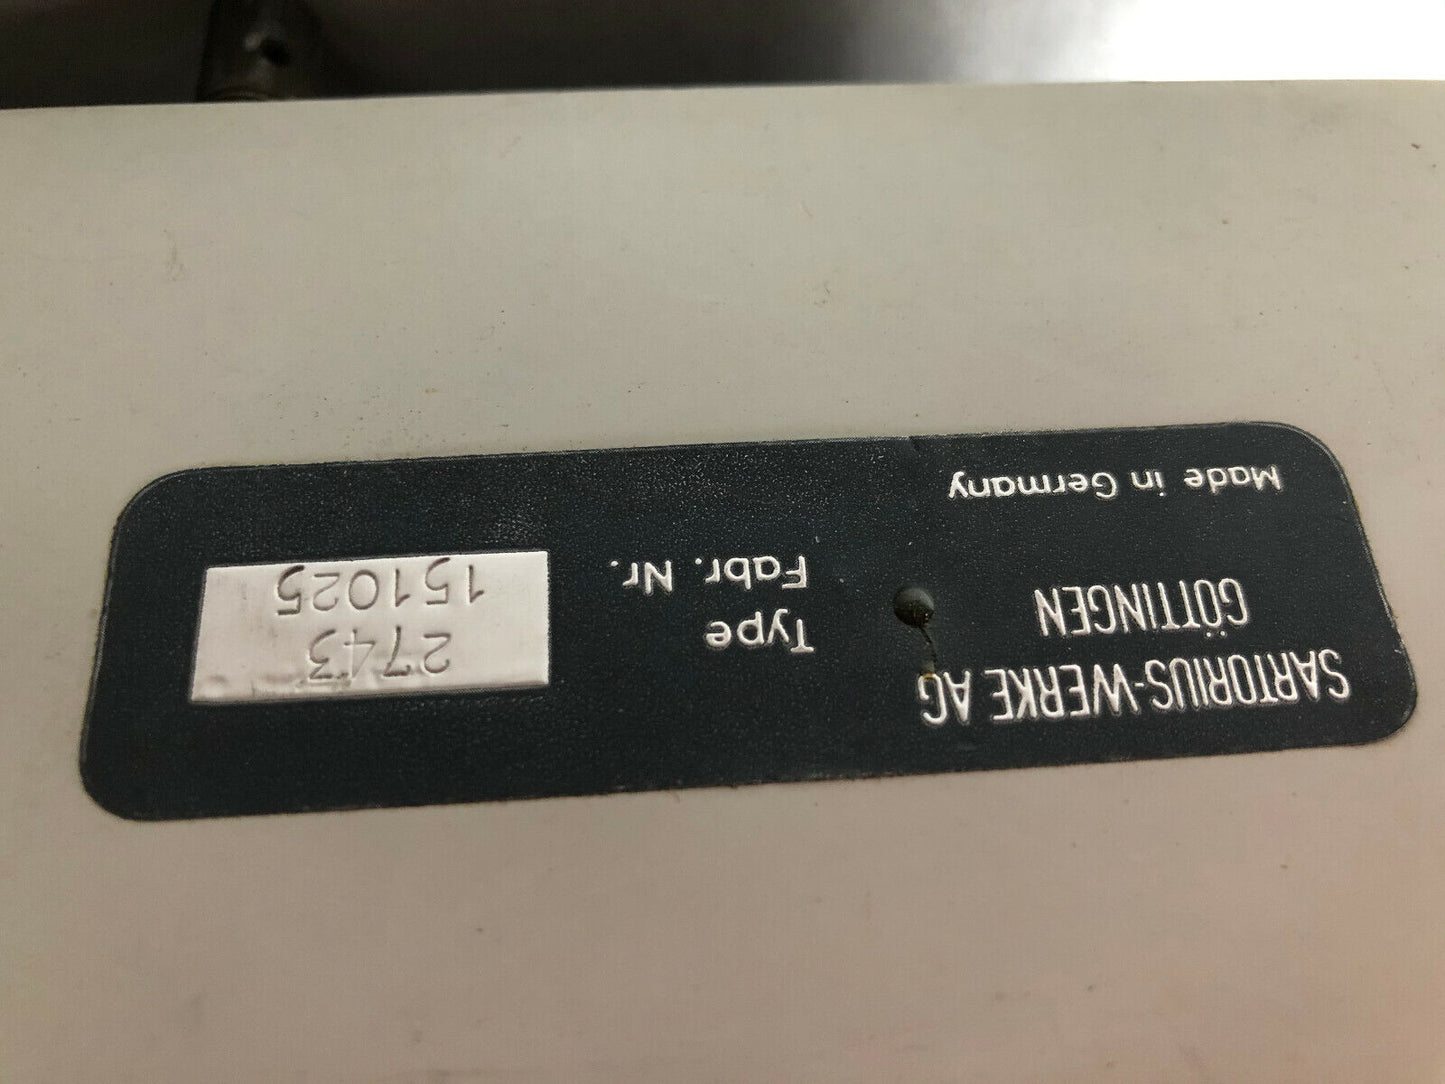 SARTORIUS-WERKE AG
GÖTTINGEN
Made in Germany
Type 2743
Fabr. Nr. 151025